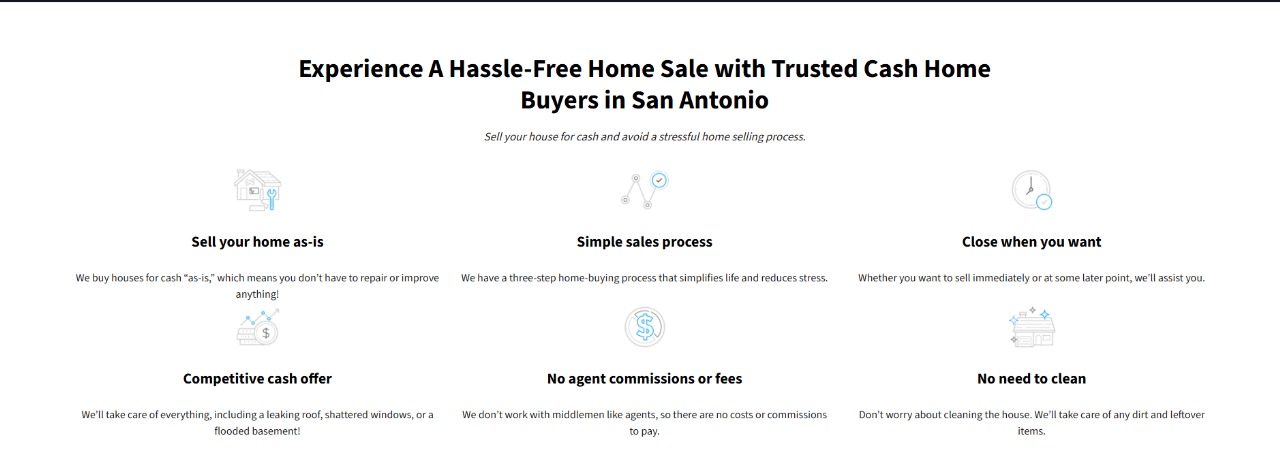 Experience A Hassle-Free Home Sale with Trusted Cash Home
Buyers in San Antonio
Sell your house for cash and avoid a stressful home selling process.
Sell your home as-is
We buy houses for cash “as-is,” which means you don’t have to repair or improve
anything!
Simple sales process
We have a three-step home-buying process that simplifies life and reduces stress.
Close when you want
Whether you want to sell immediately or at some later point, we’ll assist you.
Competitive cash offer
We’ll take care of everything, including a leaking roof, shattered windows, or a
flooded basement!
No agent commissions or fees
We don’t work with middlemen like agents, so there are no costs or commissions
to pay.
No need to clean
Don’t worry about cleaning the house. We’ll take care of any dirt and leftover
items.